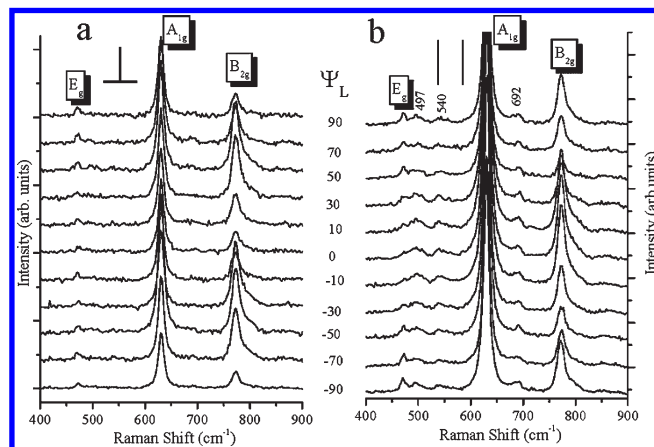 a
A1g
B2g
Eg
Intensity (arb. units)
400 500 600 700 800 900
Raman Shift (cm-1)
ΨL
90
70
50
30
10
0
-10
-30
-50
-70
-90
b
A1g
B2g
Eg
497
540
692
Intensity (arb. units)
400 500 600 700 800 900
Raman Shift (cm-1)